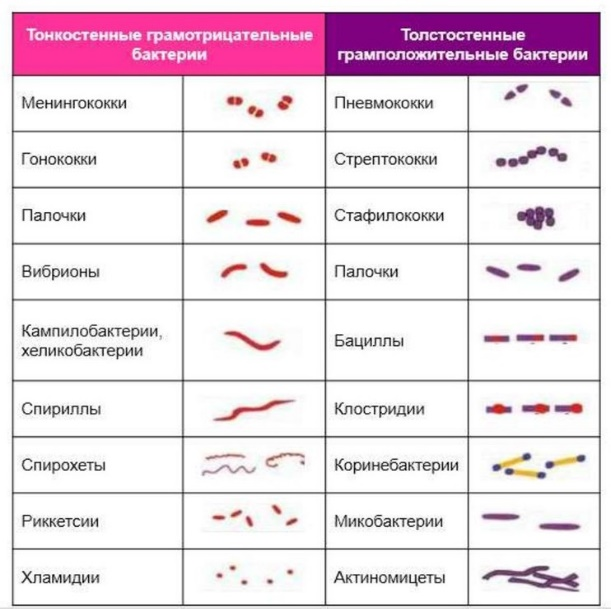 Тонкостенные грамотрицательные
бактерии
Толстостенные
грамположительные бактерии
Менингококки
Пневмококки
Гонококки
Стрептококки
Палочки
Стафилококки
Вибрионы
Палочки
Кампилобактерии,
хеликобактерии
Бациллы
Спириллы
Клостридии
Спирохеты
Коринебактерии
Риккетсии
Микобактерии
Хламидии
Актиномицеты